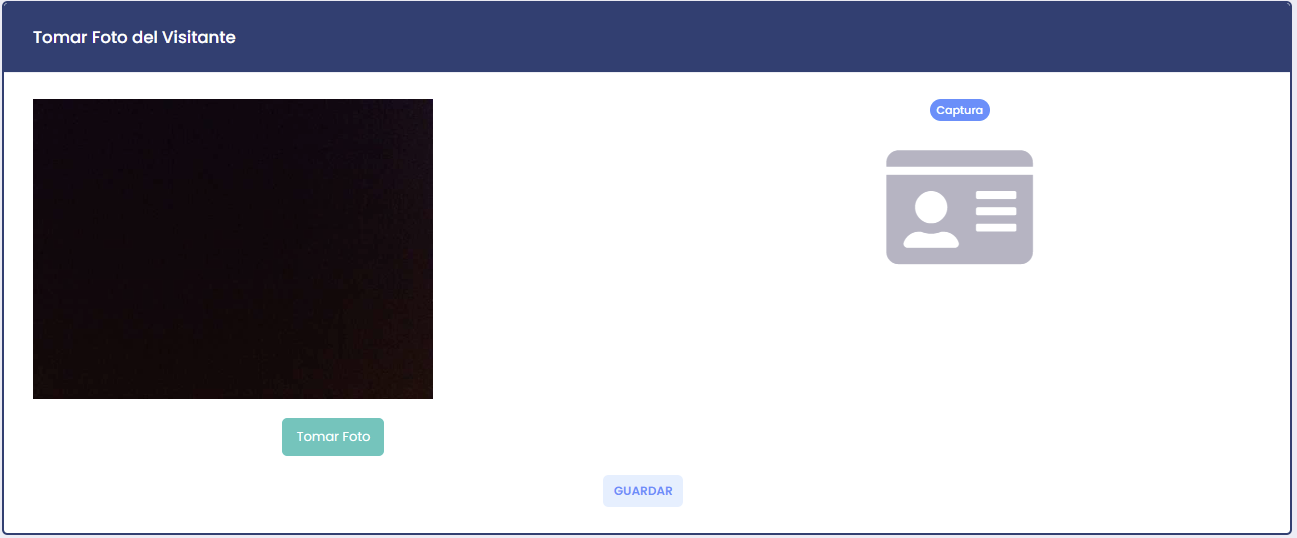 Tomar Foto del Visitante
Captura
Tomar Foto
GUARDAR